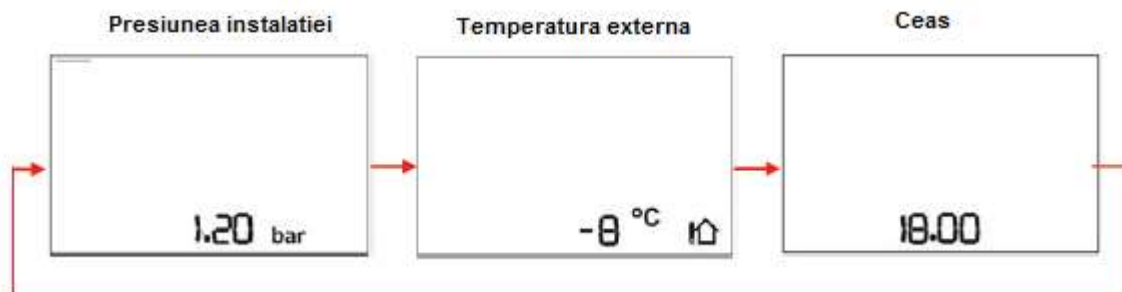 Presiunea instalatiei
Temperatura externa
Ceas
1.20 bar
-8 °C
18.00